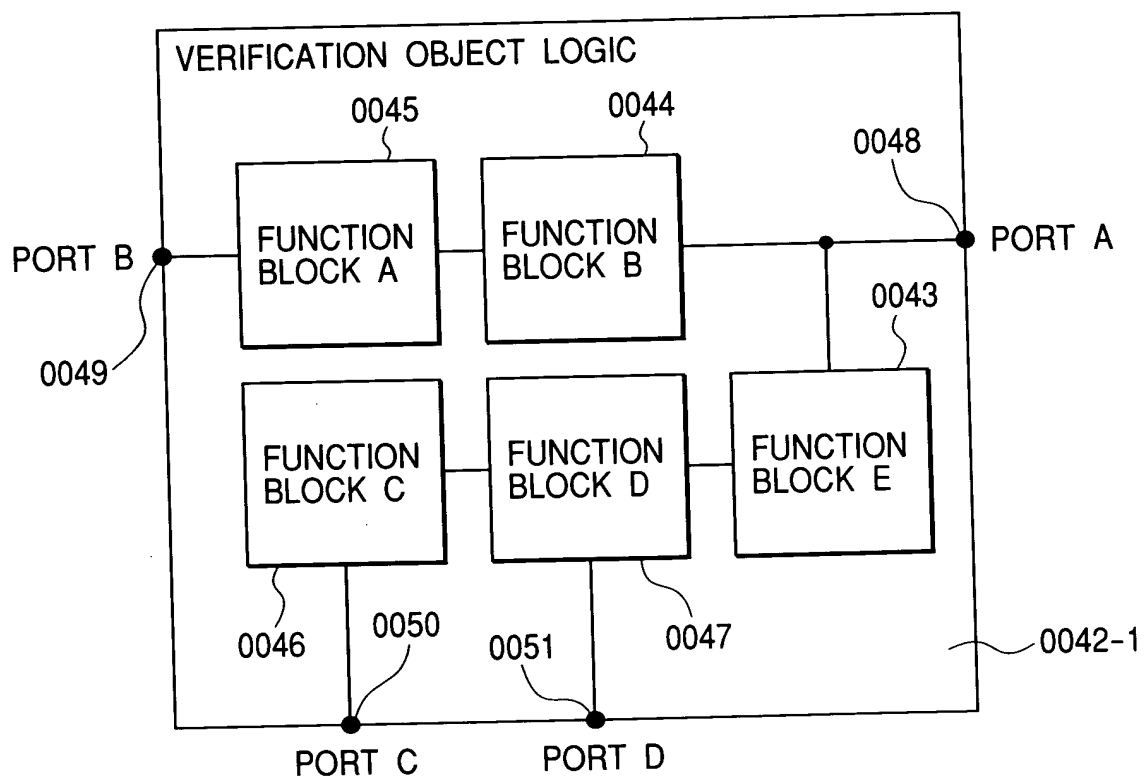 VERIFICATION OBJECT LOGIC
0045
0044
0048
FUNCTION
BLOCK A
FUNCTION
BLOCK B
PORT B
PORT A
0043
0049
FUNCTION
BLOCK C
FUNCTION
BLOCK D
FUNCTION
BLOCK E
0046
0050
0051
0047
0042-1
PORT C
PORT D